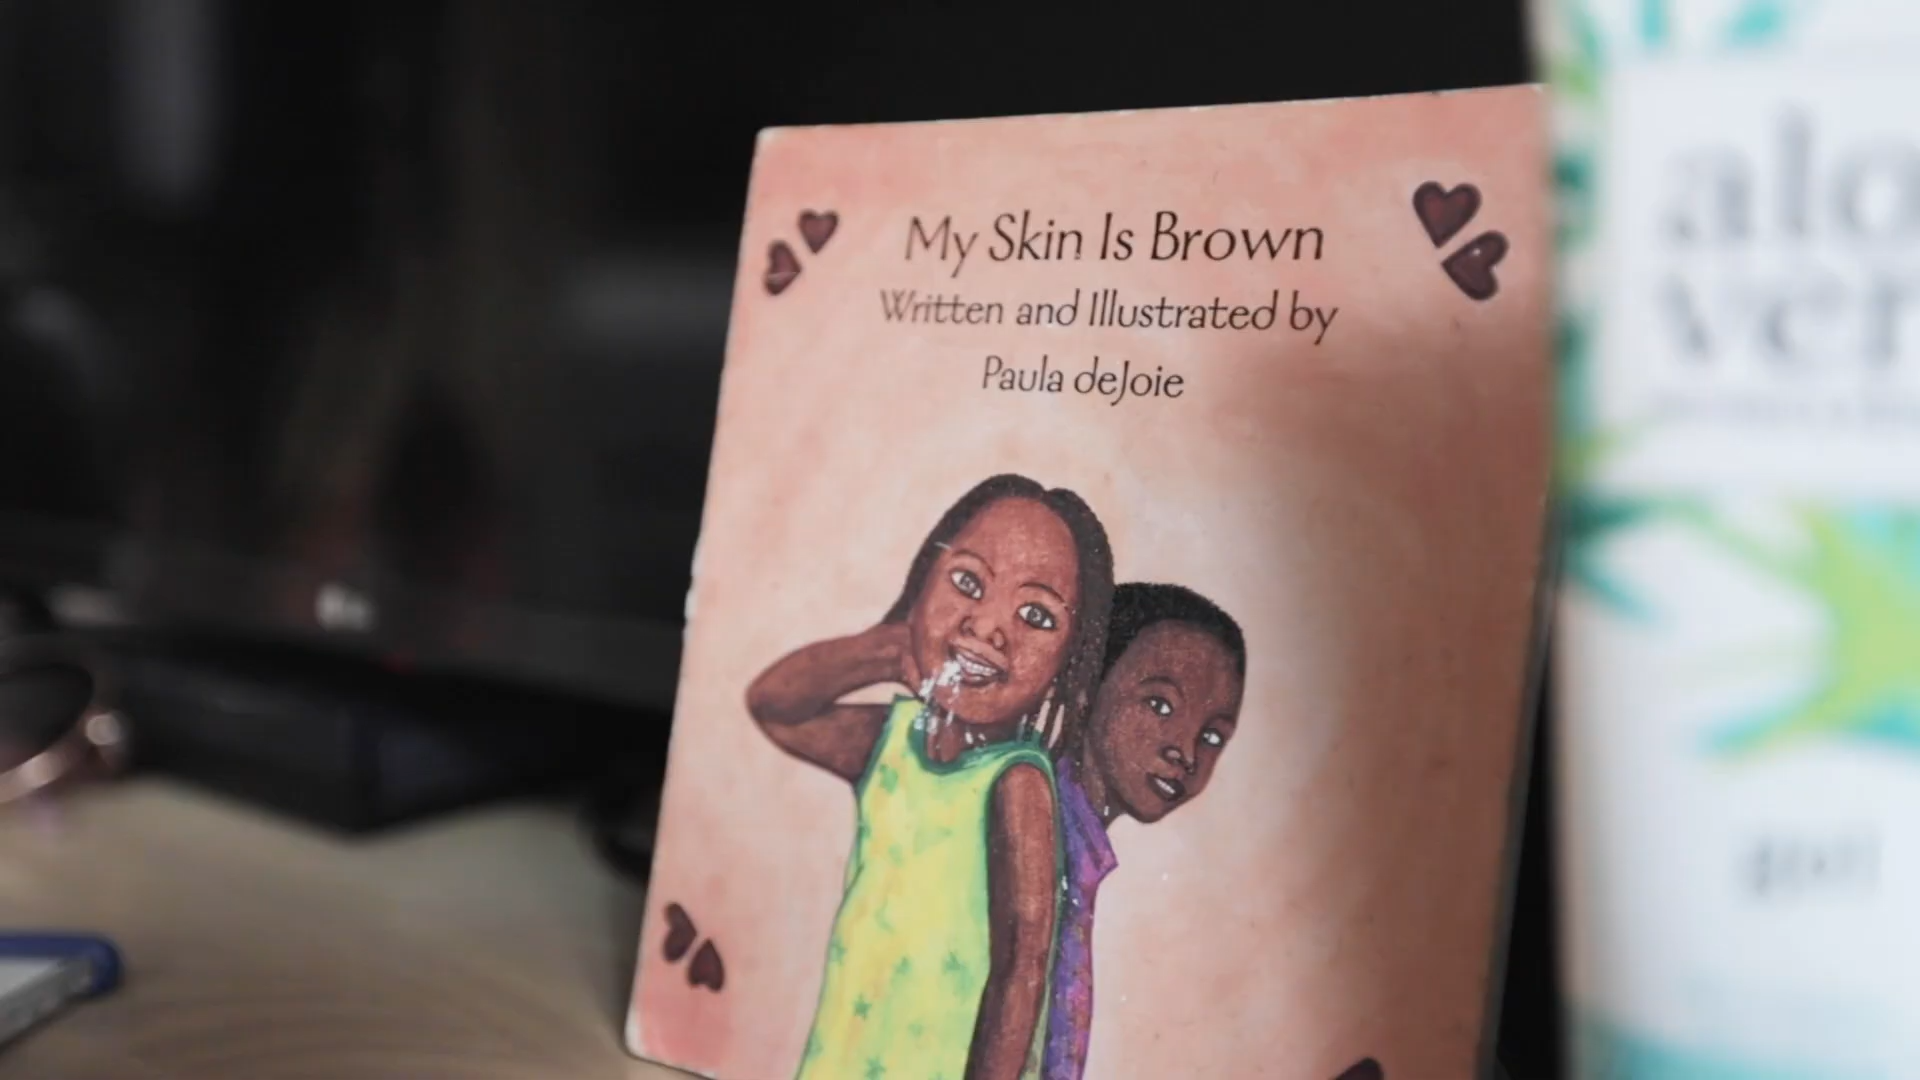 My Skin Is Brown
Written and Illustrated by
Paula deJoie
alo
ver